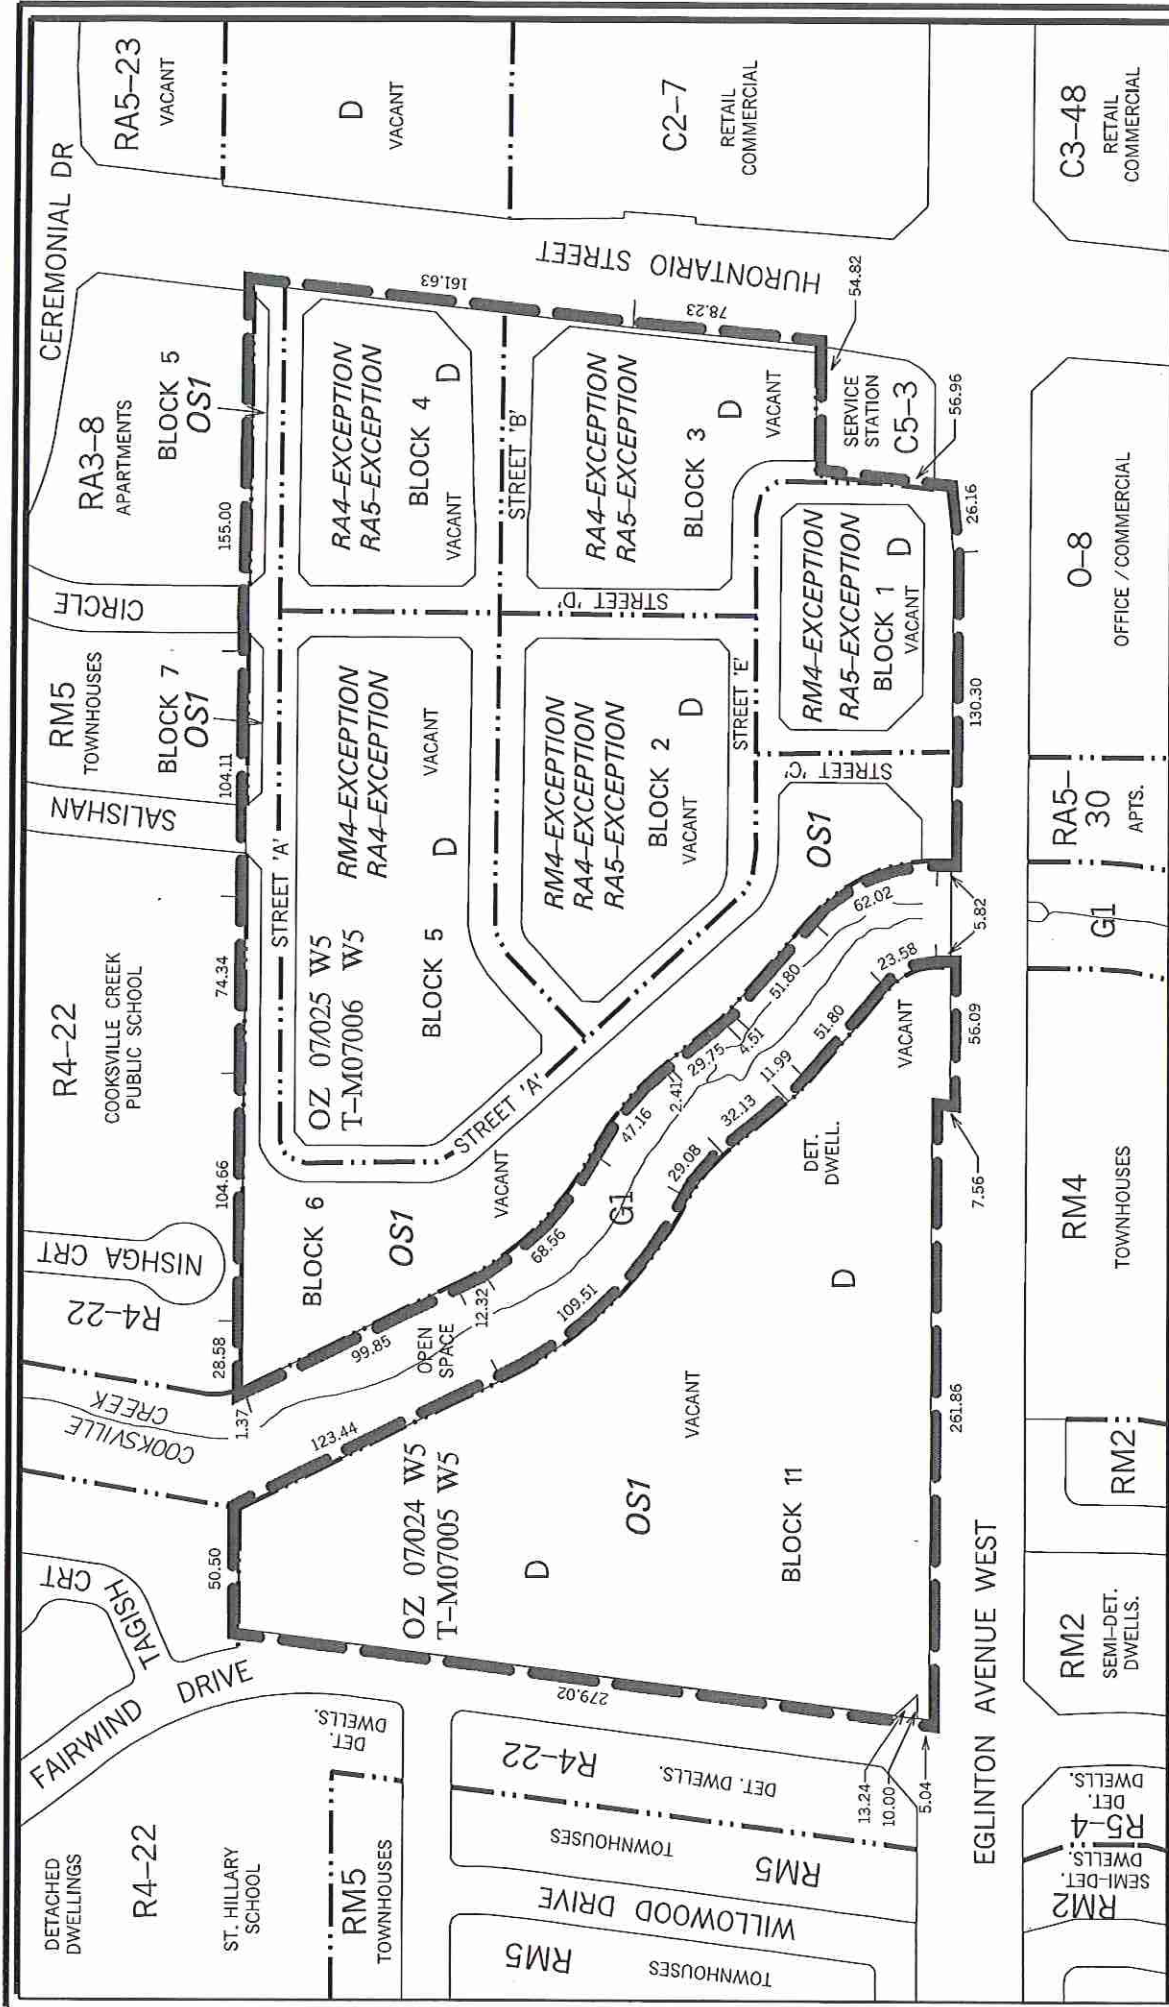 DETACHED
DWELLINGS
R4-22
ST. HILLARY
SCHOOL
RM5
TOWNHOUSES
FAIRWIND DRIVE
TAGISH CRT
DET.
DWELLS.
COOKSVILLE
CREEK
R4-22
NISHGA CRT
R4-22
COOKSVILLE CREEK
PUBLIC SCHOOL
SALISHAN
RM5
TOWNHOUSES
BLOCK 7
OS1
CIRCLE
RA3-8
APARTMENTS
BLOCK 5
OS1
CEREMONIAL DR
RA5-23
VACANT
50.50
1.37
28.58
104.66
74.34
104.11
155.00
161.63
78.23
D
VACANT
C2-7
RETAIL
COMMERCIAL
HURONTARIO STREET
STREET 'A'
OZ 07/025 W5
T-M07006 W5
RM4-EXCEPTION
RA4-EXCEPTION
BLOCK 5
D
VACANT
RA4-EXCEPTION
RA5-EXCEPTION
BLOCK 4
D
VACANT
STREET 'B'
STREET 'A'
RM4-EXCEPTION
RA4-EXCEPTION
RA5-EXCEPTION
BLOCK 2
D
VACANT
STREET 'D'
RA4-EXCEPTION
RA5-EXCEPTION
BLOCK 3
D
VACANT
STREET 'E'
STREET 'C'
RM4-EXCEPTION
RA5-EXCEPTION
BLOCK 1
D
VACANT
SERVICE
STATION
C5-3
54.82
56.96
26.16
130.30
BLOCK 6
OS1
VACANT
OS1
99.85
12.32
68.56
47.16
2.41
29.75
4.51
51.80
62.02
OPEN
SPACE
G1
123.44
109.51
29.08
32.13
11.99
51.80
23.58
5.82
56.09
7.56
261.86
OZ 07/024 W5
T-M07005 W5
D
OS1
BLOCK 11
VACANT
D
DET.
DWELL.
VACANT
279.02
13.24
10.00
5.04
R4-22
DET. DWELLS.
TOWNHOUSES
RM5
WILLOWOOD DRIVE
RM5
TOWNHOUSES
EGLINTON AVENUE WEST
RM2
SEMI-DET.
DWELLS.
R5-4
DET.
DWELLS.
RM2
SEMI-DET.
DWELLS.
RM2
RM4
TOWNHOUSES
G1
RA5-
30
APTS.
O-8
OFFICE / COMMERCIAL
C3-48
RETAIL
COMMERCIAL